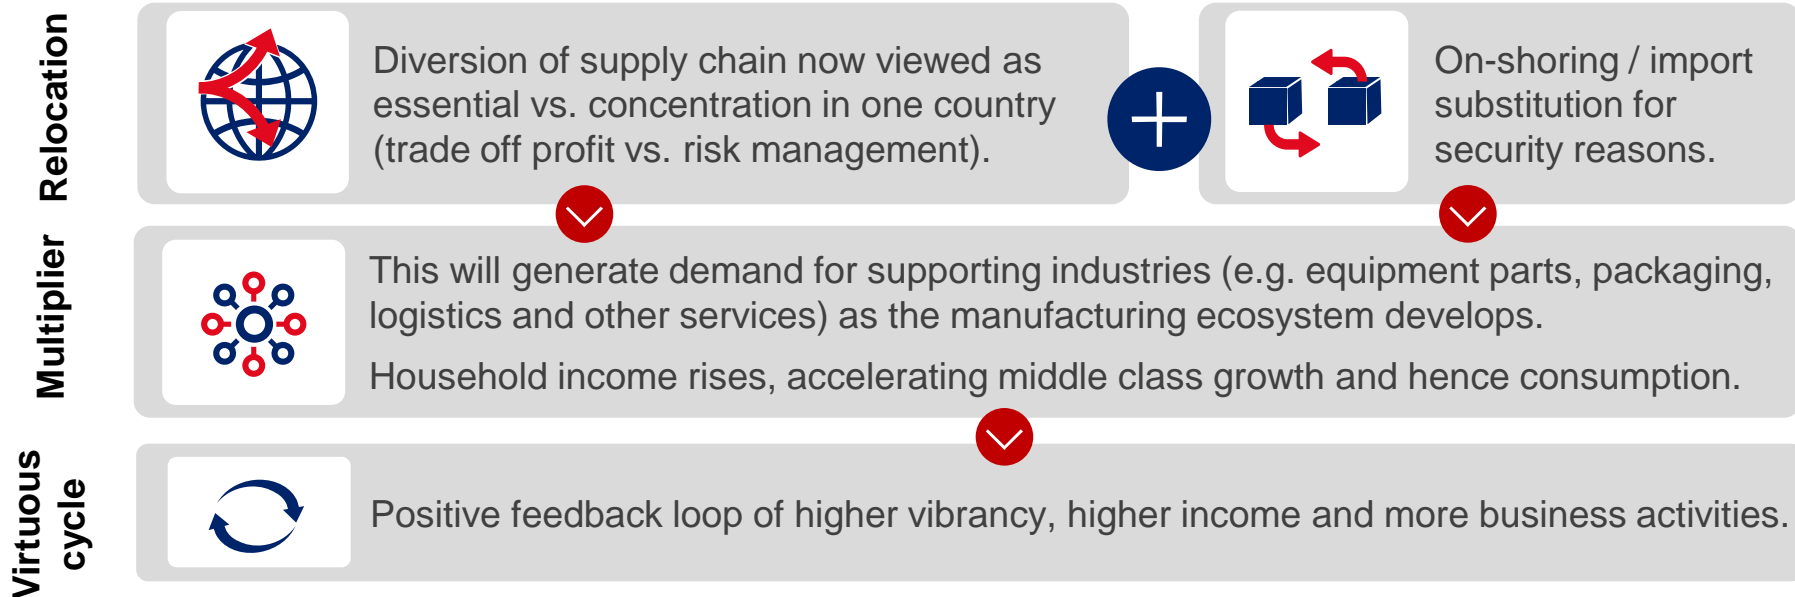 Relocation
Diversion of supply chain now viewed as
essential vs. concentration in one country
(trade off profit vs. risk management).
On-shoring / import
substitution for
security reasons.
Multiplier
This will generate demand for supporting industries (e.g. equipment parts, packaging,
logistics and other services) as the manufacturing ecosystem develops.
Household income rises, accelerating middle class growth and hence consumption.
Virtuous
cycle
Positive feedback loop of higher vibrancy, higher income and more business activities.